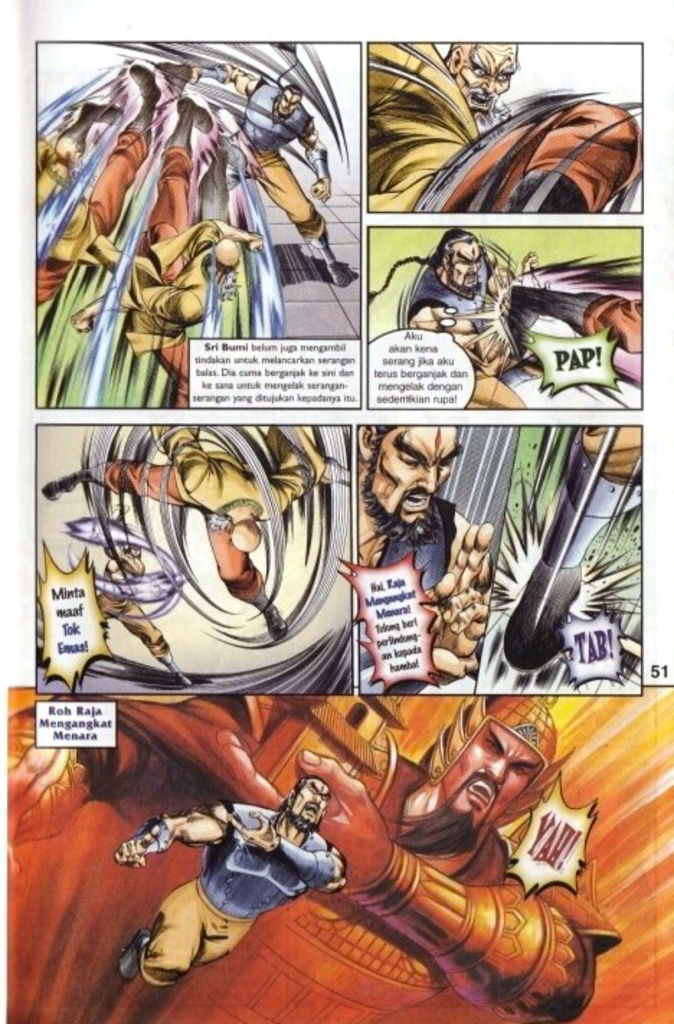 Sri Bumi belum juga mengambil
tindakan untuk melancarkan serangan
balas. Dia cuma berganjak ke sini dan
ke sana untuk mengelak serangan-
serangan yang ditujukan kepadanya itu.
Aku
akan kena
serang jika aku
terus berganjak dan
mengelak dengan
sedemikian rupa!
PAP!
Minta
maaf
Tok
Emas!
Hai, Raja
Mengangkat
Menara!
Tolong beri
perlindung-
an kepada
hamba!
TAB!
51
Roh Raja
Mengangkat
Menara
YAH!